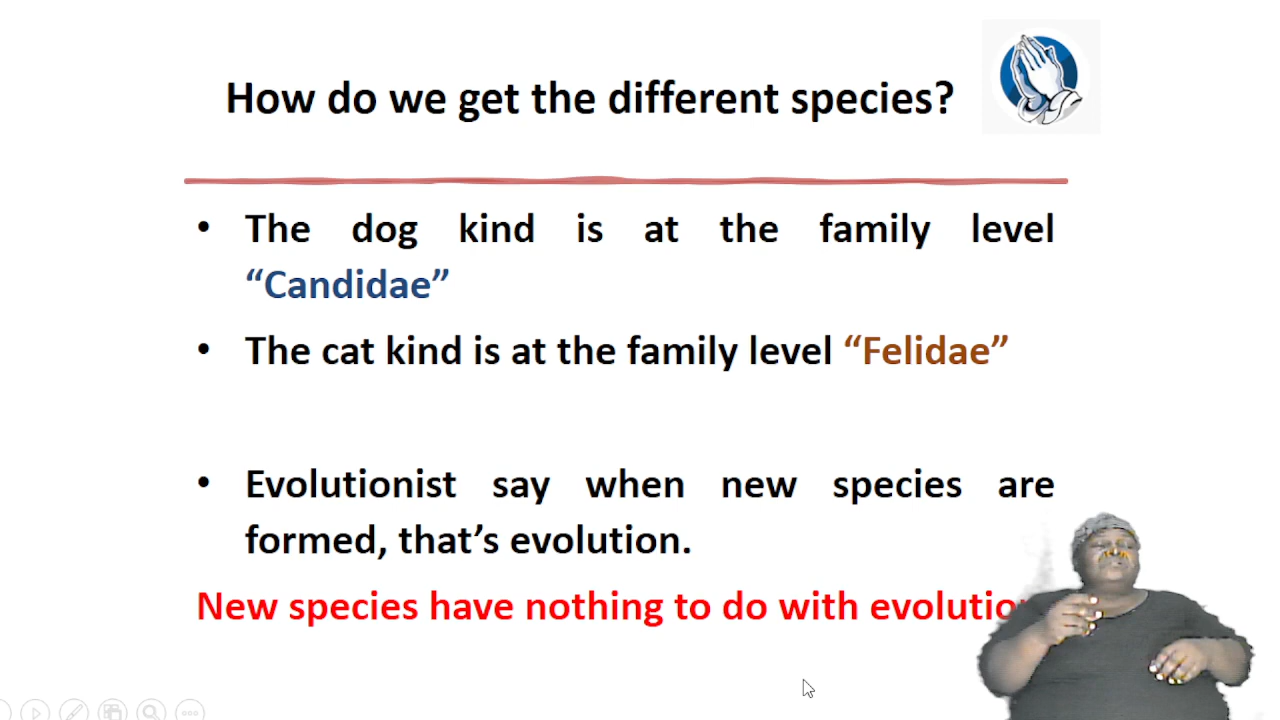 How do we get the different species?
• The dog kind is at the family level
“Candidae”
• The cat kind is at the family level “Felidae”
• Evolutionist say when new species are
formed, that’s evolution.
New species have nothing to do with